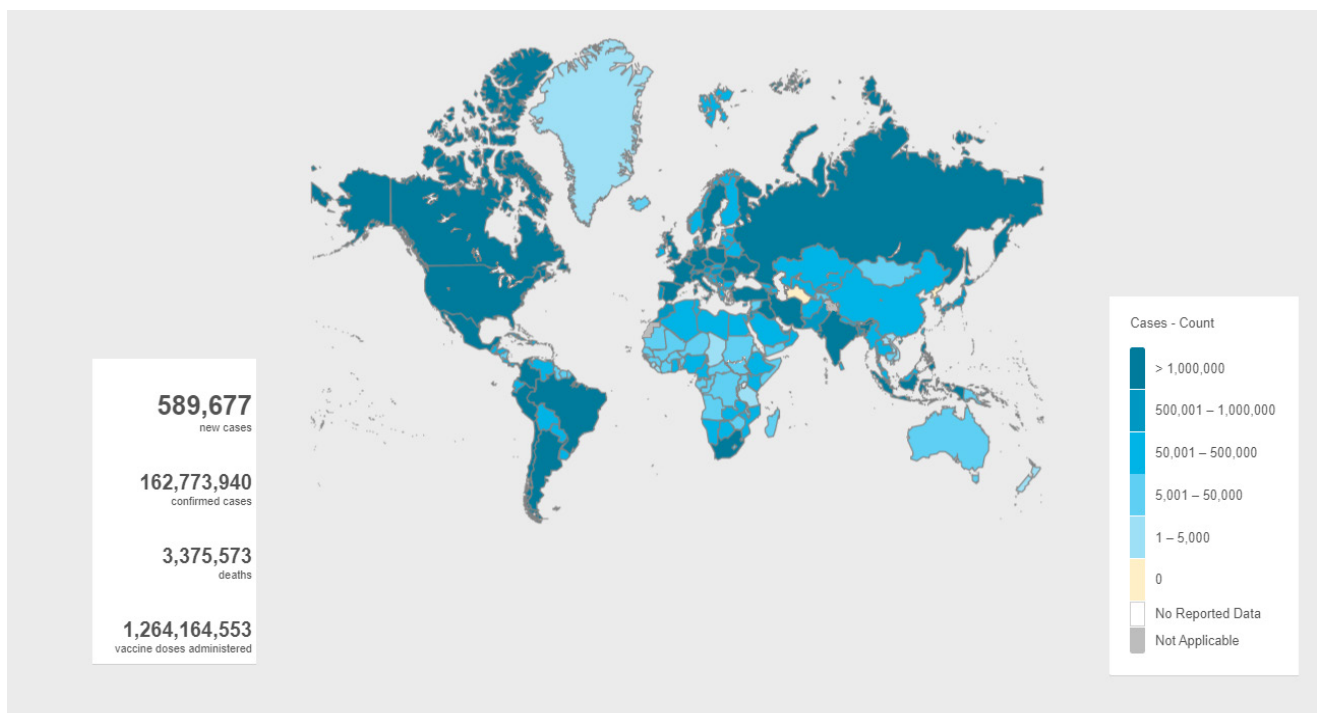 589,677
new cases
162,773,940
confirmed cases
3,375,573
deaths
1,264,164,553
vaccine doses administered
Cases - Count
> 1,000,000
500,001 – 1,000,000
50,001 – 500,000
5,001 – 50,000
1 – 5,000
0
No Reported Data
Not Applicable